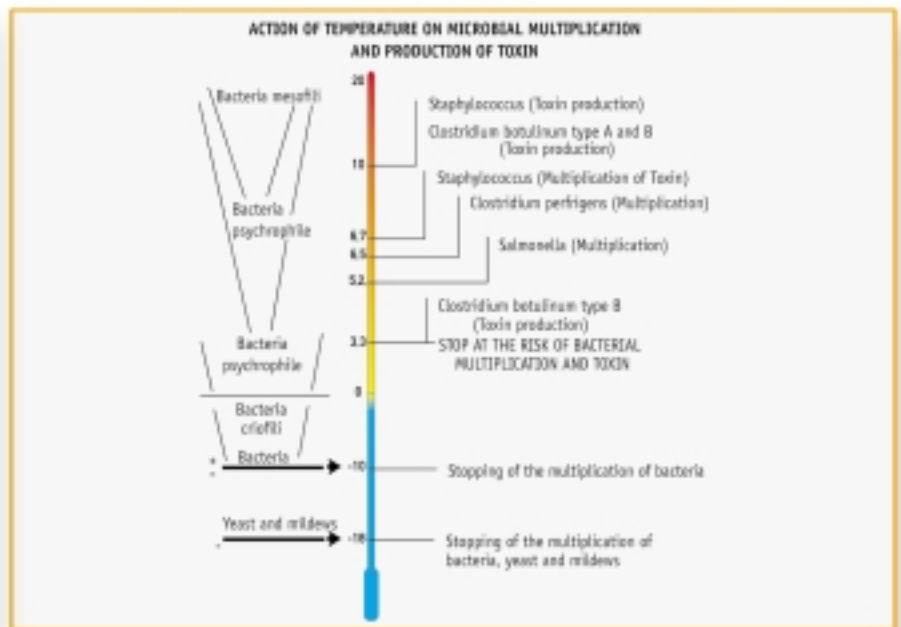 ACTION OF TEMPERATURE ON MICROBIAL MULTIPLICATION
AND PRODUCTION OF TOXIN
20
Bacteria mesofili
Staphylococcus (Toxin production)
Clostridium botulinum type A and B
(Toxin production)
10
Staphylococcus (Multiplication of Toxin)
Clostridium perfrigens (Multiplication)
Bacteria
psychrophile
6.7
Salmonella (Multiplication)
6.5
5.2
Clostridium botulinum type B
(Toxin production)
3.3
STOP AT THE RISK OF BACTERIAL
MULTIPLICATION AND TOXIN
Bacteria
psychrophile
0
Bacteria
criofili
Bacteria
+
-
-10
Stopping of the multiplication of bacteria
Yeast and mildews
-
-18
Stopping of the multiplication of
bacteria, yeast and mildews